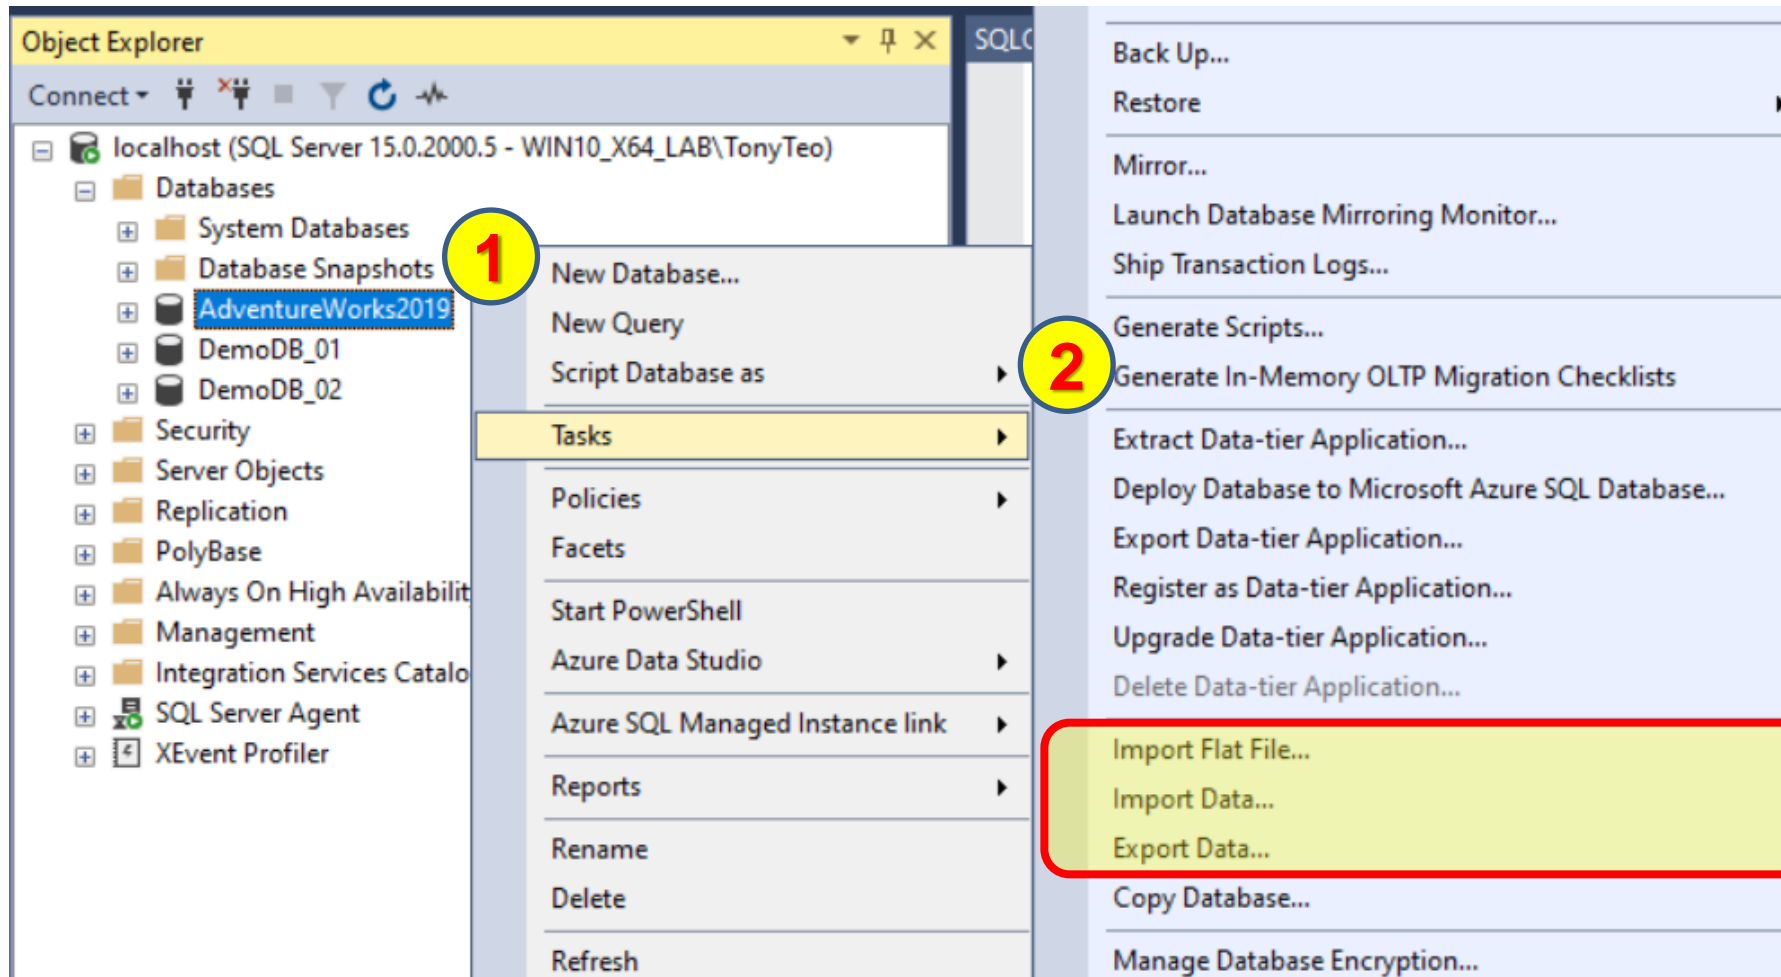 Object Explorer
Connect
localhost (SQL Server 15.0.2000.5 - WIN10_X64_LAB\TonyTeo)
Databases
System Databases
Database Snapshots
AdventureWorks2019
DemoDB_01
DemoDB_02
Security
Server Objects
Replication
PolyBase
Always On High Availabilit
Management
Integration Services Catalo
SQL Server Agent
XEvent Profiler
1
New Database...
New Query
Script Database as
Tasks
Policies
Facets
Start PowerShell
Azure Data Studio
Azure SQL Managed Instance link
Reports
Rename
Delete
Refresh
SQLQ
2
Back Up...
Restore
Mirror...
Launch Database Mirroring Monitor...
Ship Transaction Logs...
Generate Scripts...
Generate In-Memory OLTP Migration Checklists
Extract Data-tier Application...
Deploy Database to Microsoft Azure SQL Database...
Export Data-tier Application...
Register as Data-tier Application...
Upgrade Data-tier Application...
Delete Data-tier Application...
Import Flat File...
Import Data...
Export Data...
Copy Database...
Manage Database Encryption...